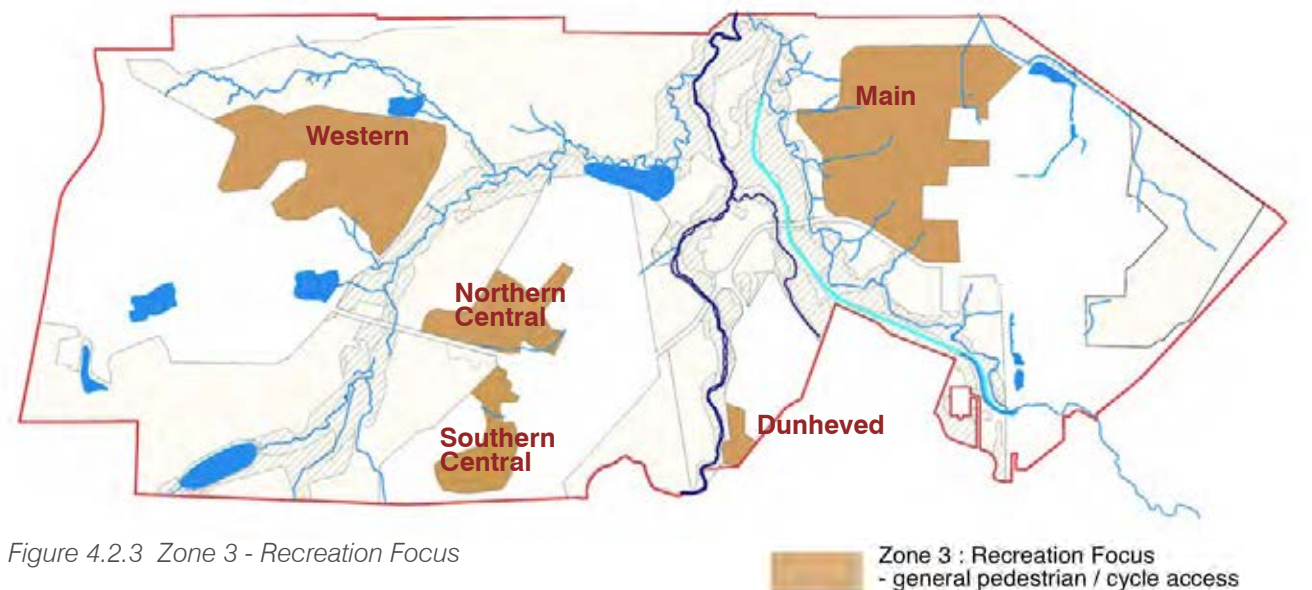 Main
Western
Northern
Central
Southern
Central
Dunheved
Figure 4.2.3 Zone 3 - Recreation Focus
Zone 3 : Recreation Focus
- general pedestrian / cycle access